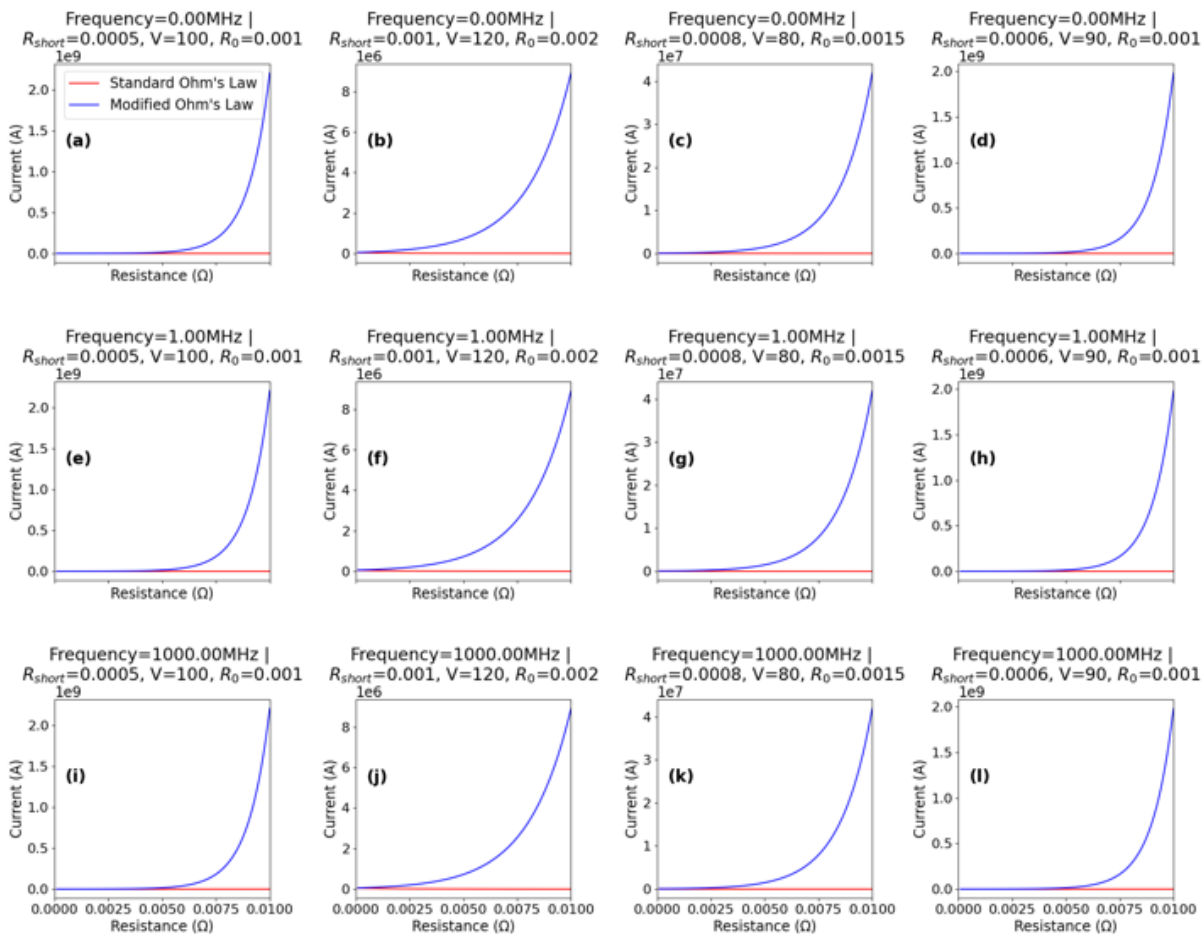 Frequency=0.00MHz |
R_short=0.0005, V=100, R_0=0.001
1e9
Standard Ohm's Law
Modified Ohm's Law
(a)
2.0
1.5
1.0
0.5
0.0
Current (A)
Resistance (Ω)
Frequency=0.00MHz |
R_short=0.001, V=120, R_0=0.002
1e6
(b)
8
6
4
2
0
Current (A)
Resistance (Ω)
Frequency=0.00MHz |
R_short=0.0008, V=80, R_0=0.0015
1e7
(c)
4
3
2
1
0
Current (A)
Resistance (Ω)
Frequency=0.00MHz |
R_short=0.0006, V=90, R_0=0.001
1e9
(d)
2.0
1.5
1.0
0.5
0.0
Current (A)
Resistance (Ω)
Frequency=1.00MHz |
R_short=0.0005, V=100, R_0=0.001
1e9
(e)
2.0
1.5
1.0
0.5
0.0
Current (A)
Resistance (Ω)
Frequency=1.00MHz |
R_short=0.001, V=120, R_0=0.002
1e6
(f)
8
6
4
2
0
Current (A)
Resistance (Ω)
Frequency=1.00MHz |
R_short=0.0008, V=80, R_0=0.0015
1e7
(g)
4
3
2
1
0
Current (A)
Resistance (Ω)
Frequency=1.00MHz |
R_short=0.0006, V=90, R_0=0.001
1e9
(h)
2.0
1.5
1.0
0.5
0.0
Current (A)
Resistance (Ω)
Frequency=1000.00MHz |
R_short=0.0005, V=100, R_0=0.001
1e9
(i)
2.0
1.5
1.0
0.5
0.0
Current (A)
0.0000 0.0025 0.0050 0.0075 0.0100
Resistance (Ω)
Frequency=1000.00MHz |
R_short=0.001, V=120, R_0=0.002
1e6
(j)
8
6
4
2
0
Current (A)
0.0000 0.0025 0.0050 0.0075 0.0100
Resistance (Ω)
Frequency=1000.00MHz |
R_short=0.0008, V=80, R_0=0.0015
1e7
(k)
4
3
2
1
0
Current (A)
0.0000 0.0025 0.0050 0.0075 0.0100
Resistance (Ω)
Frequency=1000.00MHz |
R_short=0.0006, V=90, R_0=0.001
1e9
(l)
2.0
1.5
1.0
0.5
0.0
Current (A)
0.0000 0.0025 0.0050 0.0075 0.0100
Resistance (Ω)